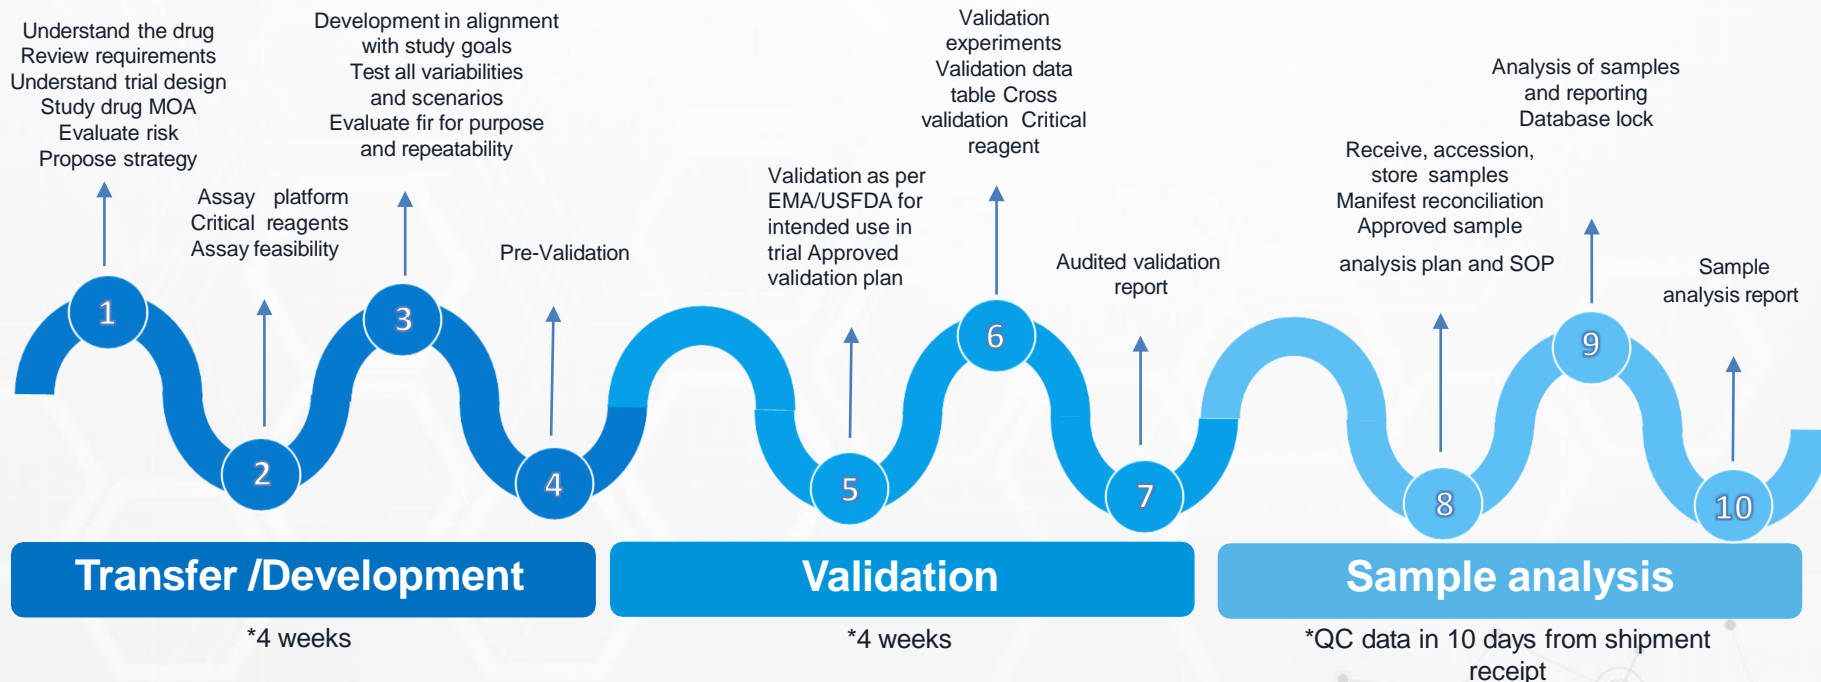 Understand the drug
Review requirements
Understand trial design
Study drug MOA
Evaluate risk
Propose strategy
1
Assay platform
Critical reagents
Assay feasibility
2
Development in alignment
with study goals
Test all variabilities
and scenarios
Evaluate fir for purpose
and repeatability
3
Pre-Validation
4
Validation as per
EMA/USFDA for
intended use in
trial Approved
validation plan
5
Validation
experiments
Validation data
table Cross
validation Critical
reagent
6
Audited validation
report
7
Receive, accession,
store samples
Manifest reconciliation
Approved sample
analysis plan and SOP
8
Analysis of samples
and reporting
Database lock
9
Sample
analysis report
10
Transfer /Development
*4 weeks
Validation
*4 weeks
Sample analysis
*QC data in 10 days from shipment
receipt